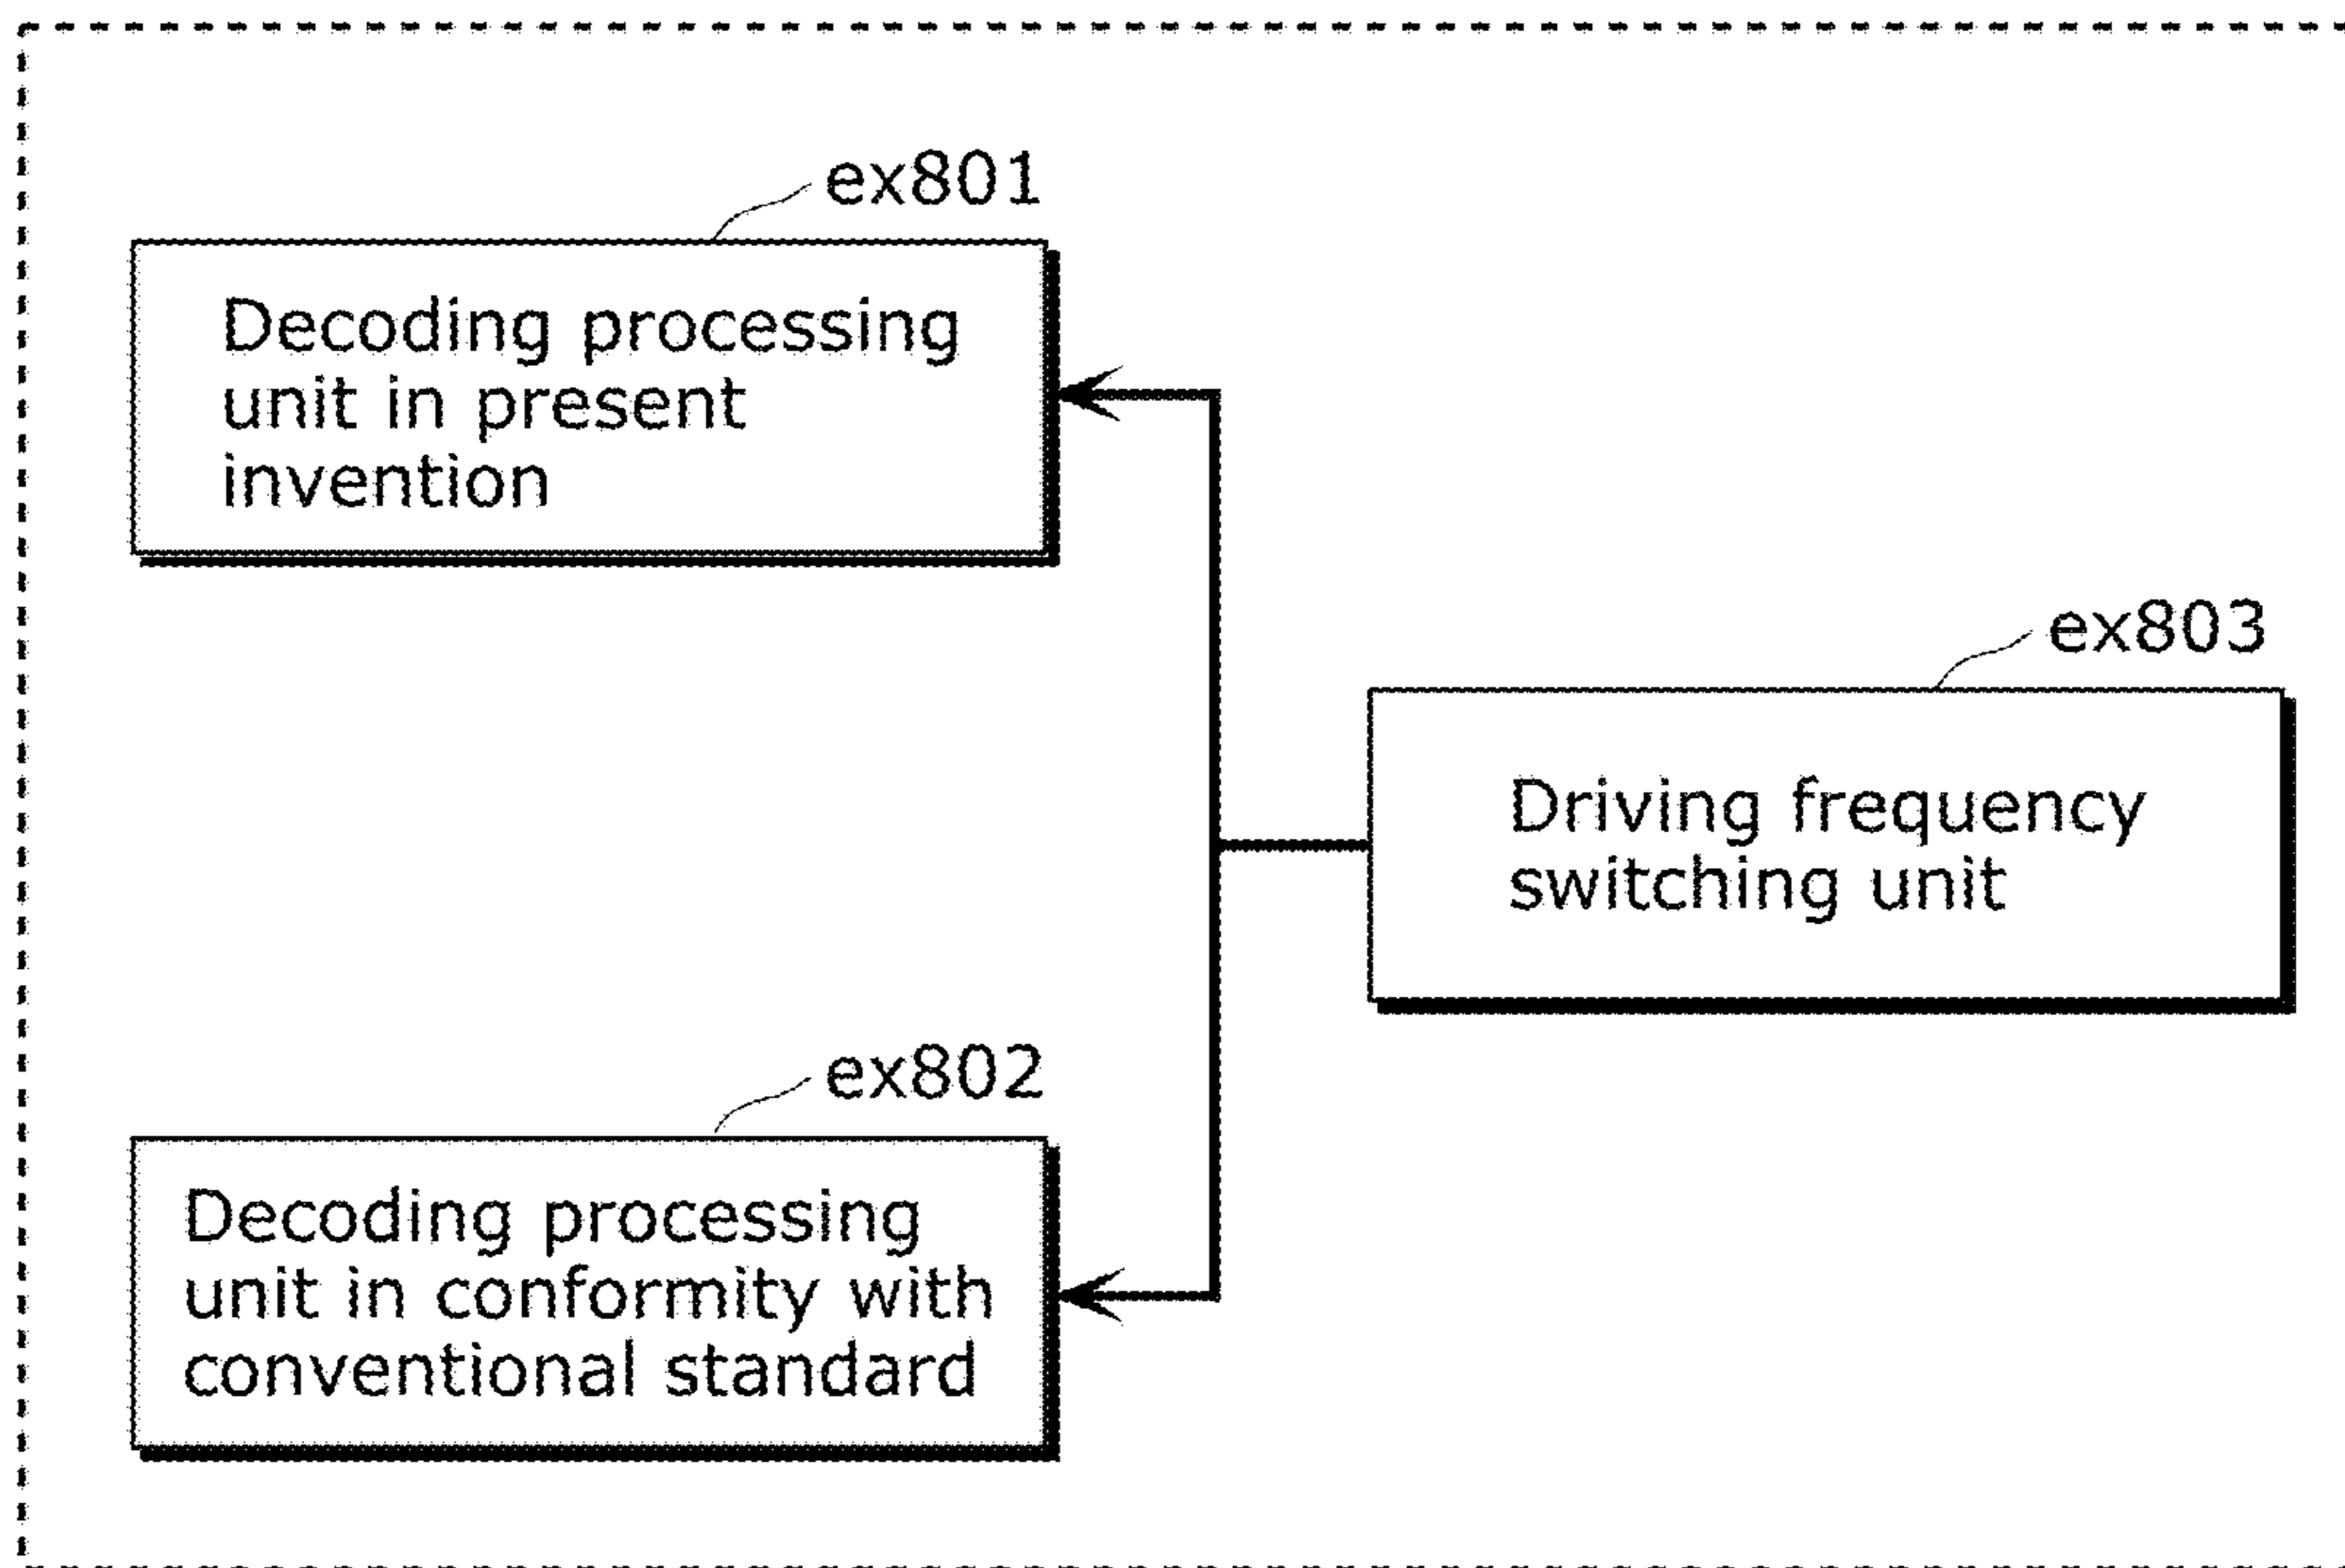 ex801
Decoding processing
unit in present
invention
ex803
Driving frequency
switching unit
ex802
Decoding processing
unit in conformity with
conventional standard